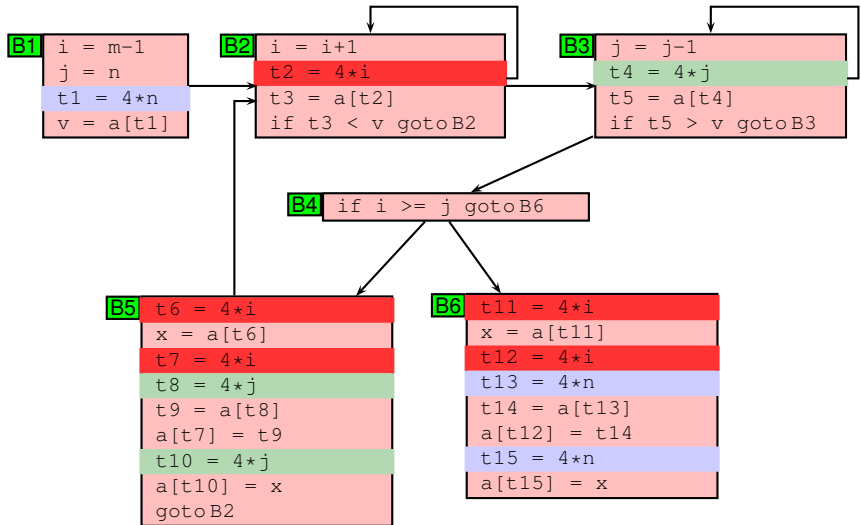 B1
i = m-1
j = n
t1 = 4*n
v = a[t1]
B2
i = i+1
t2 = 4*i
t3 = a[t2]
if t3 < v goto B2
B3
j = j-1
t4 = 4*j
t5 = a[t4]
if t5 > v goto B3
B4
if i >= j goto B6
B5
t6 = 4*i
x = a[t6]
t7 = 4*i
t8 = 4*j
t9 = a[t8]
a[t7] = t9
t10 = 4*j
a[t10] = x
goto B2
B6
t11 = 4*i
x = a[t11]
t12 = 4*i
t13 = 4*n
t14 = a[t13]
a[t12] = t14
t15 = 4*n
a[t15] = x